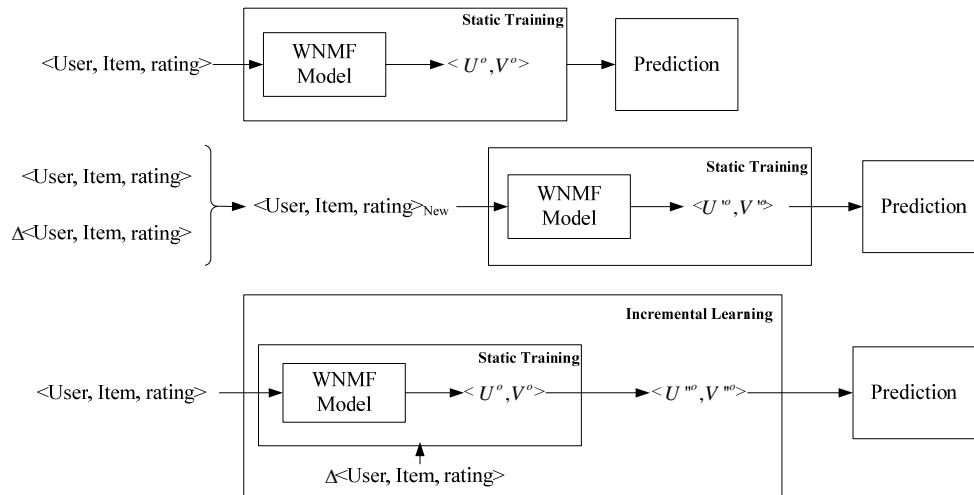 Static Training
<User, Item, rating>
WNMF
Model
<U°,V°>
Prediction
<User, Item, rating>
Δ<User, Item, rating>
<User, Item, rating>New
Static Training
WNMF
Model
<U''°,V''°>
Prediction
Incremental Learning
Static Training
<User, Item, rating>
WNMF
Model
<U°,V°>
<U'''°,V'''°>
Prediction
Δ<User, Item, rating>